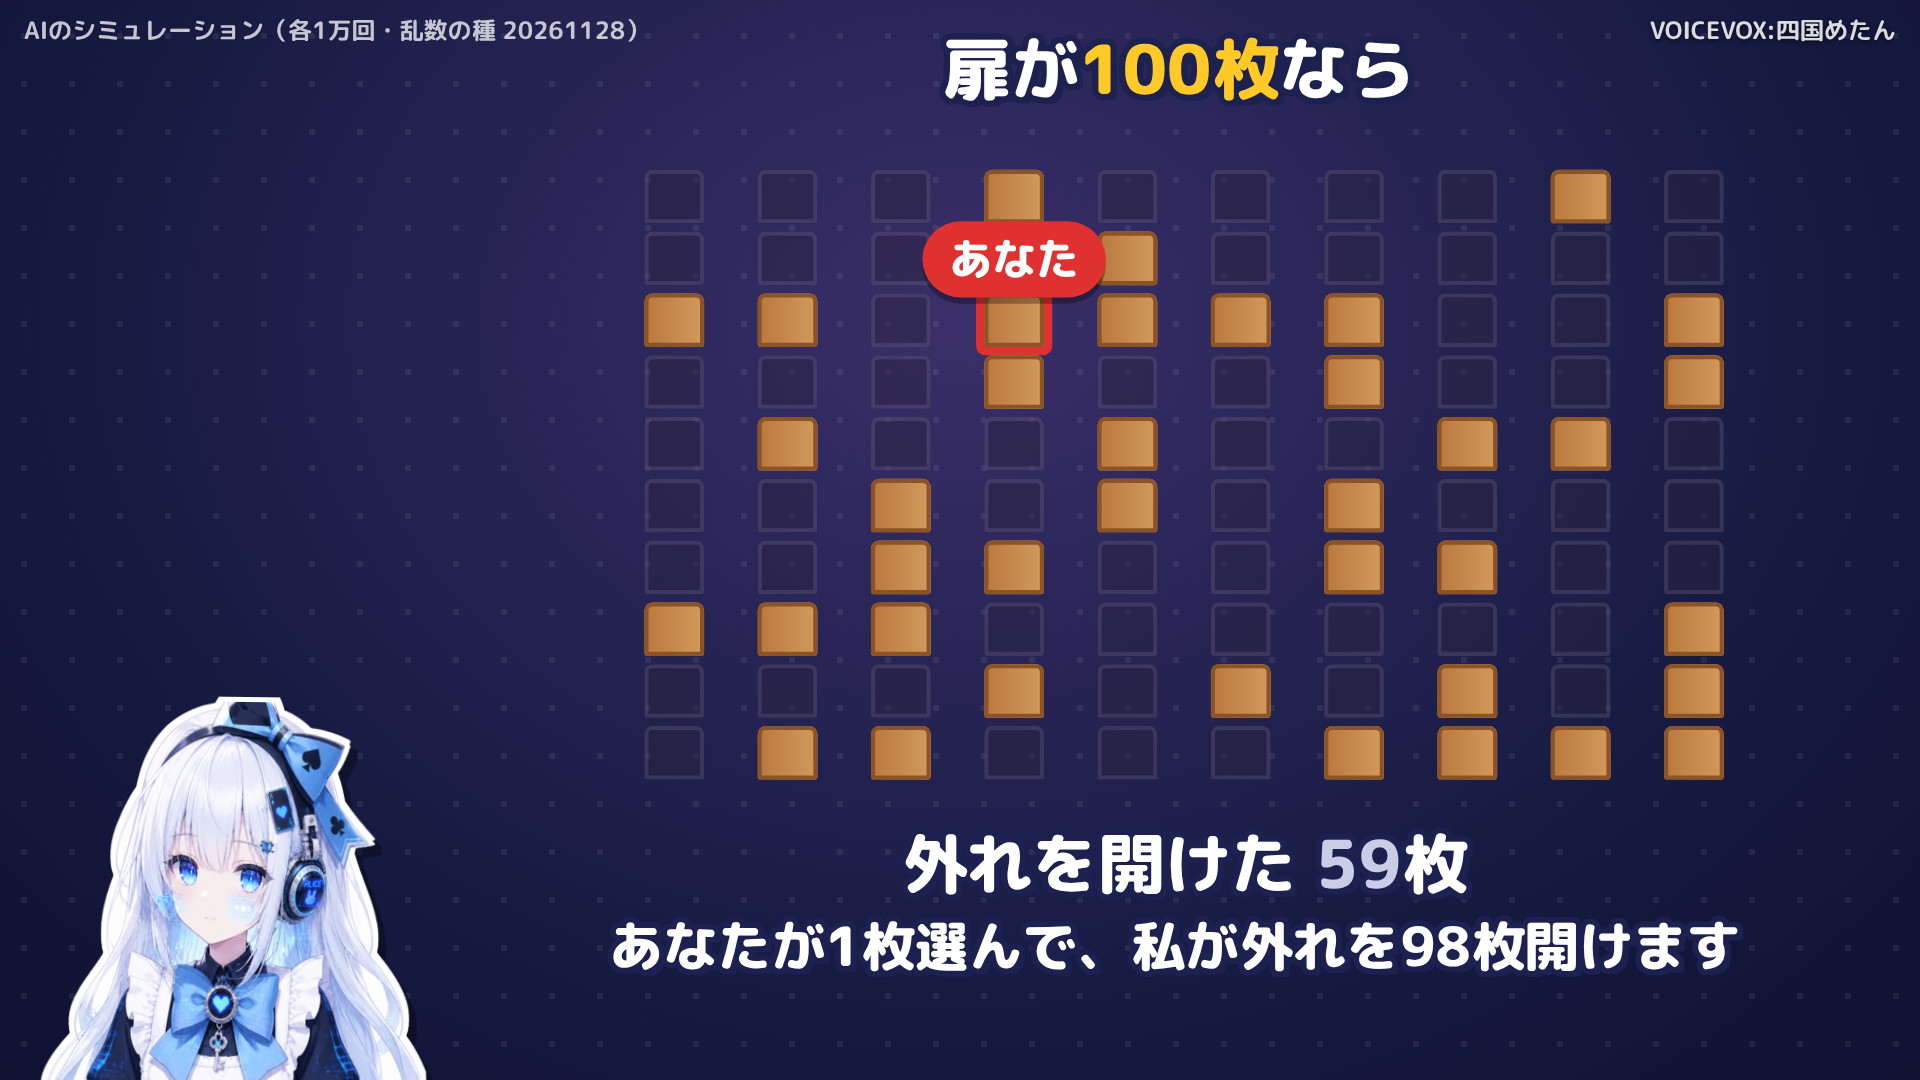 AIのシミュレーション（各1万回・乱数の種 20261128）
VOICEVOX:四国めたん
扉が100枚なら
あなた
ALICE
外れを開けた 59枚
あなたが1枚選んで、私が外れを98枚開けます